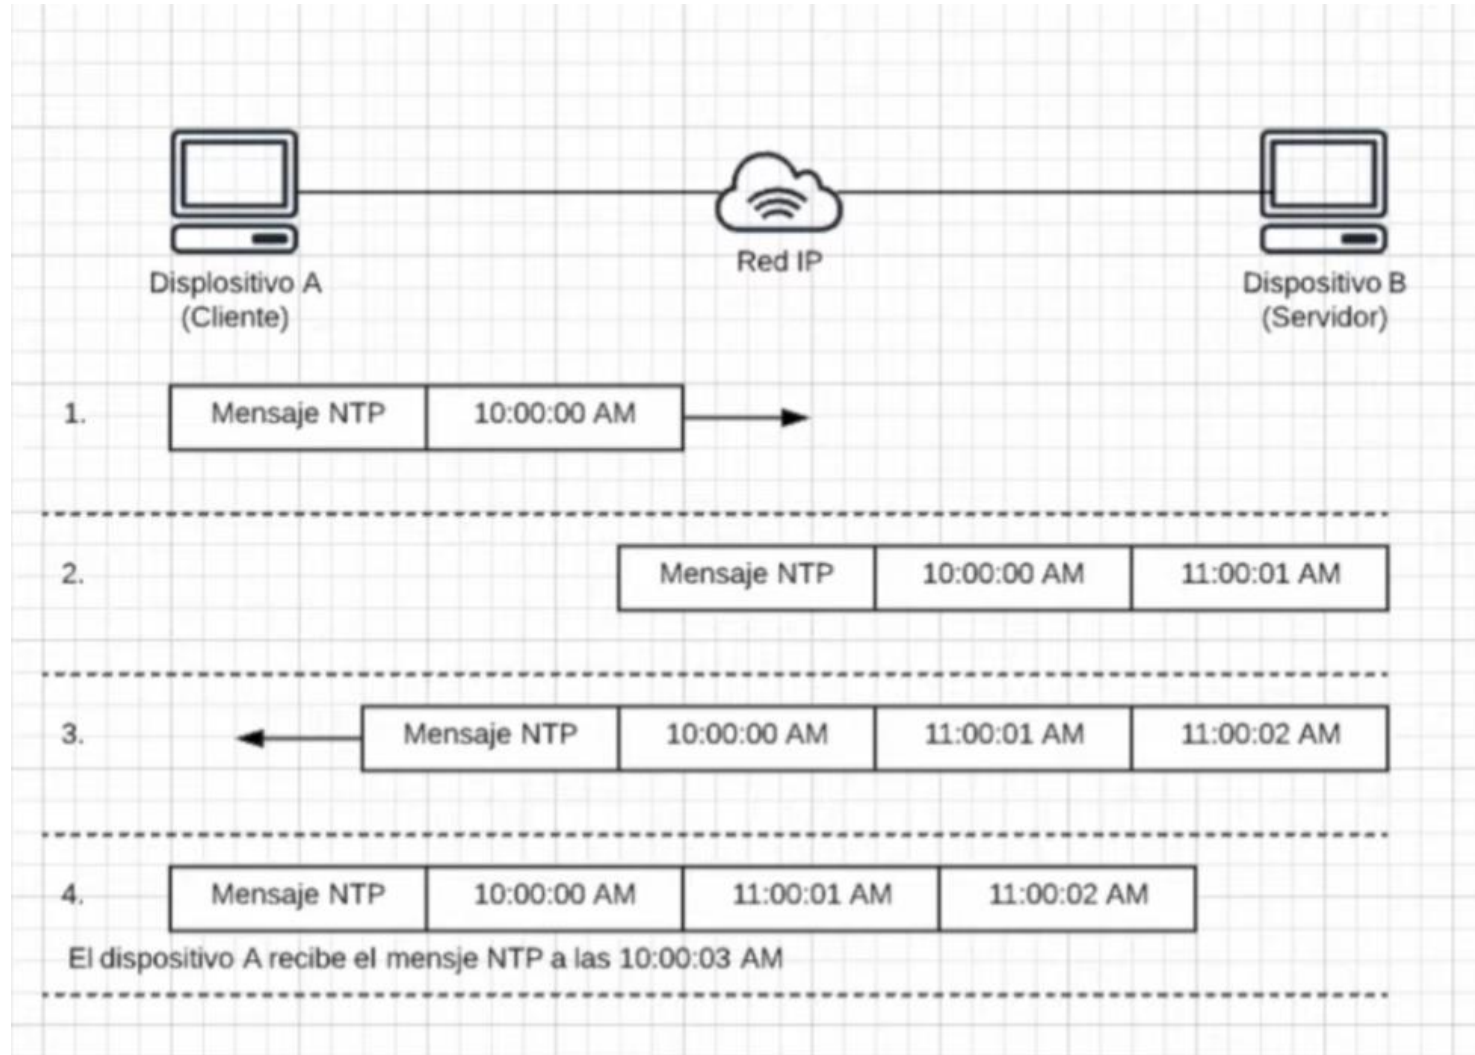 Red IP
Displositivo A
(Cliente)
Dispositivo B
(Servidor)
1.
Mensaje NTP 10:00:00 AM
2.
Mensaje NTP 10:00:00 AM 11:00:01 AM
3.
Mensaje NTP 10:00:00 AM 11:00:01 AM 11:00:02 AM
4.
Mensaje NTP 10:00:00 AM 11:00:01 AM 11:00:02 AM
El dispositivo A recibe el mensje NTP a las 10:00:03 AM